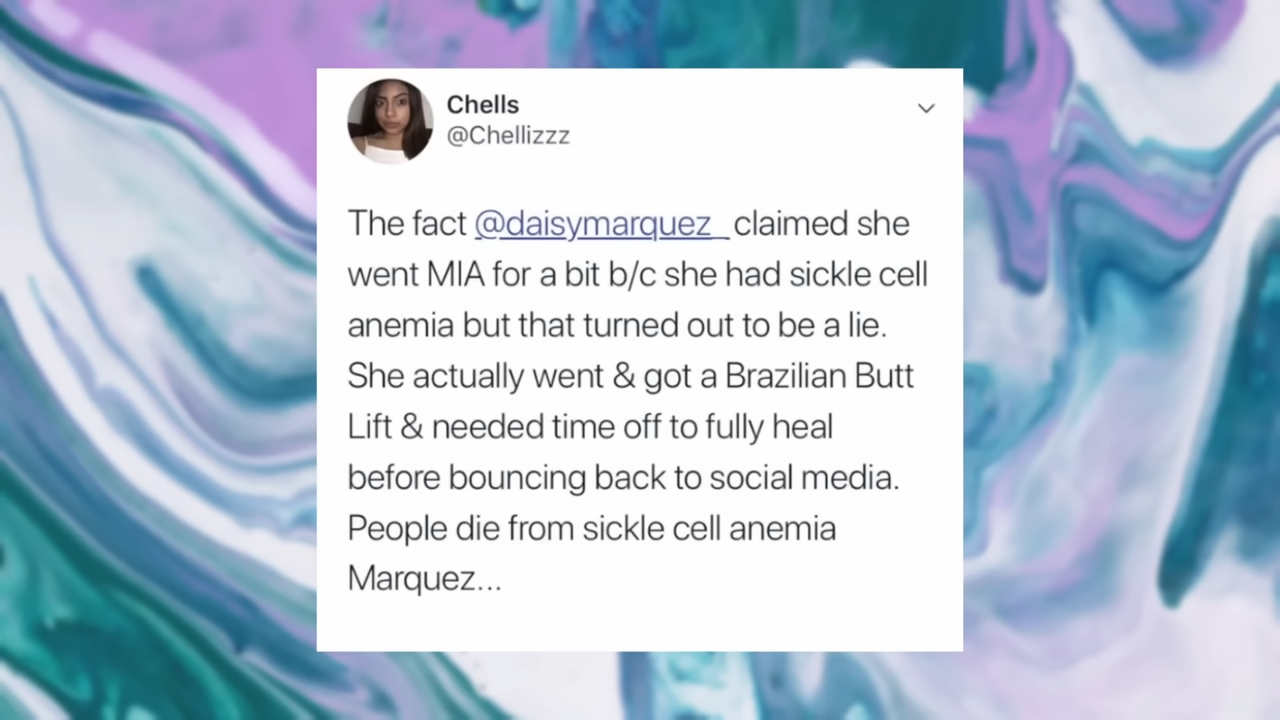 Chells
@Chellizzz
The fact @daisymarquez_ claimed she
went MIA for a bit b/c she had sickle cell
anemia but that turned out to be a lie.
She actually went & got a Brazilian Butt
Lift & needed time off to fully heal
before bouncing back to social media.
People die from sickle cell anemia
Marquez...